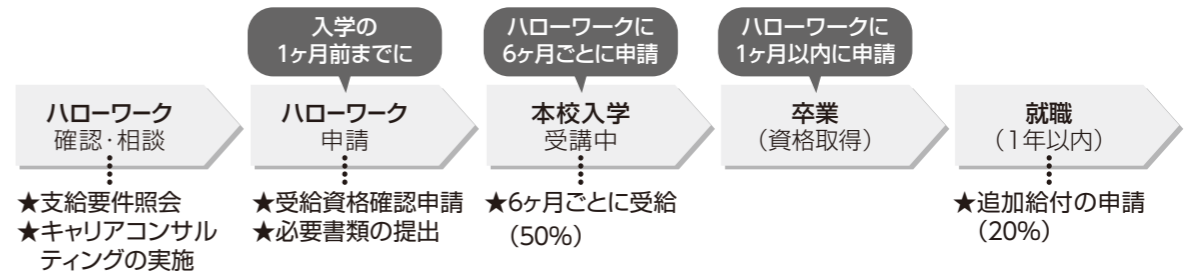 入学の
1ヶ月前までに
ハローワークに
6ヶ月ごとに申請
ハローワークに
1ヶ月以内に申請
ハローワーク
確認・相談
ハローワーク
申請
本校入学
受講中
卒業
（資格取得）
就職
（1年以内）
★支給要件照会
★キャリアコンサル
ティングの実施
★受給資格確認申請
★必要書類の提出
★6ヶ月ごとに受給
（50%）
★追加給付の申請
（20%）